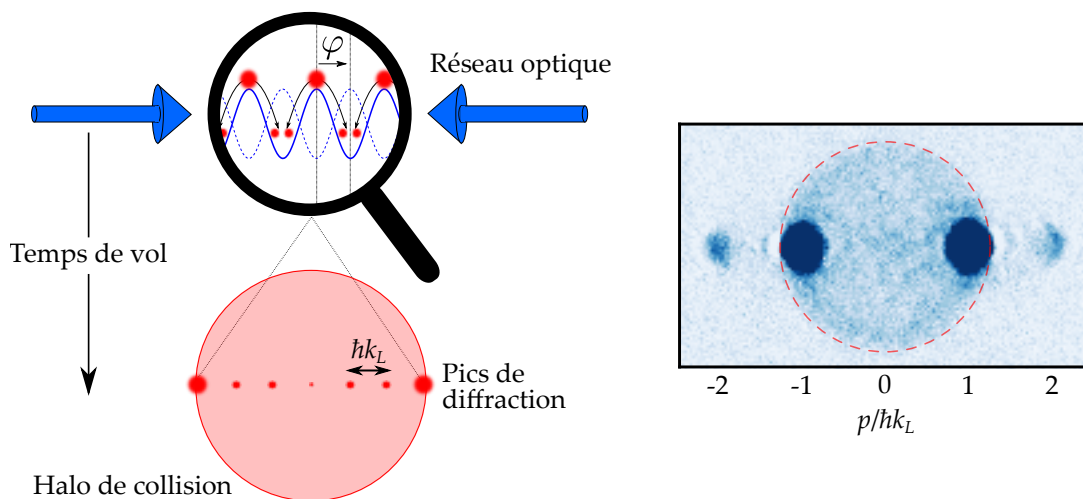 φ
Réseau optique
Temps de vol
ħk_L
Pics de
diffraction
Halo de collision
-2 -1 0 1 2
p/ħk_L